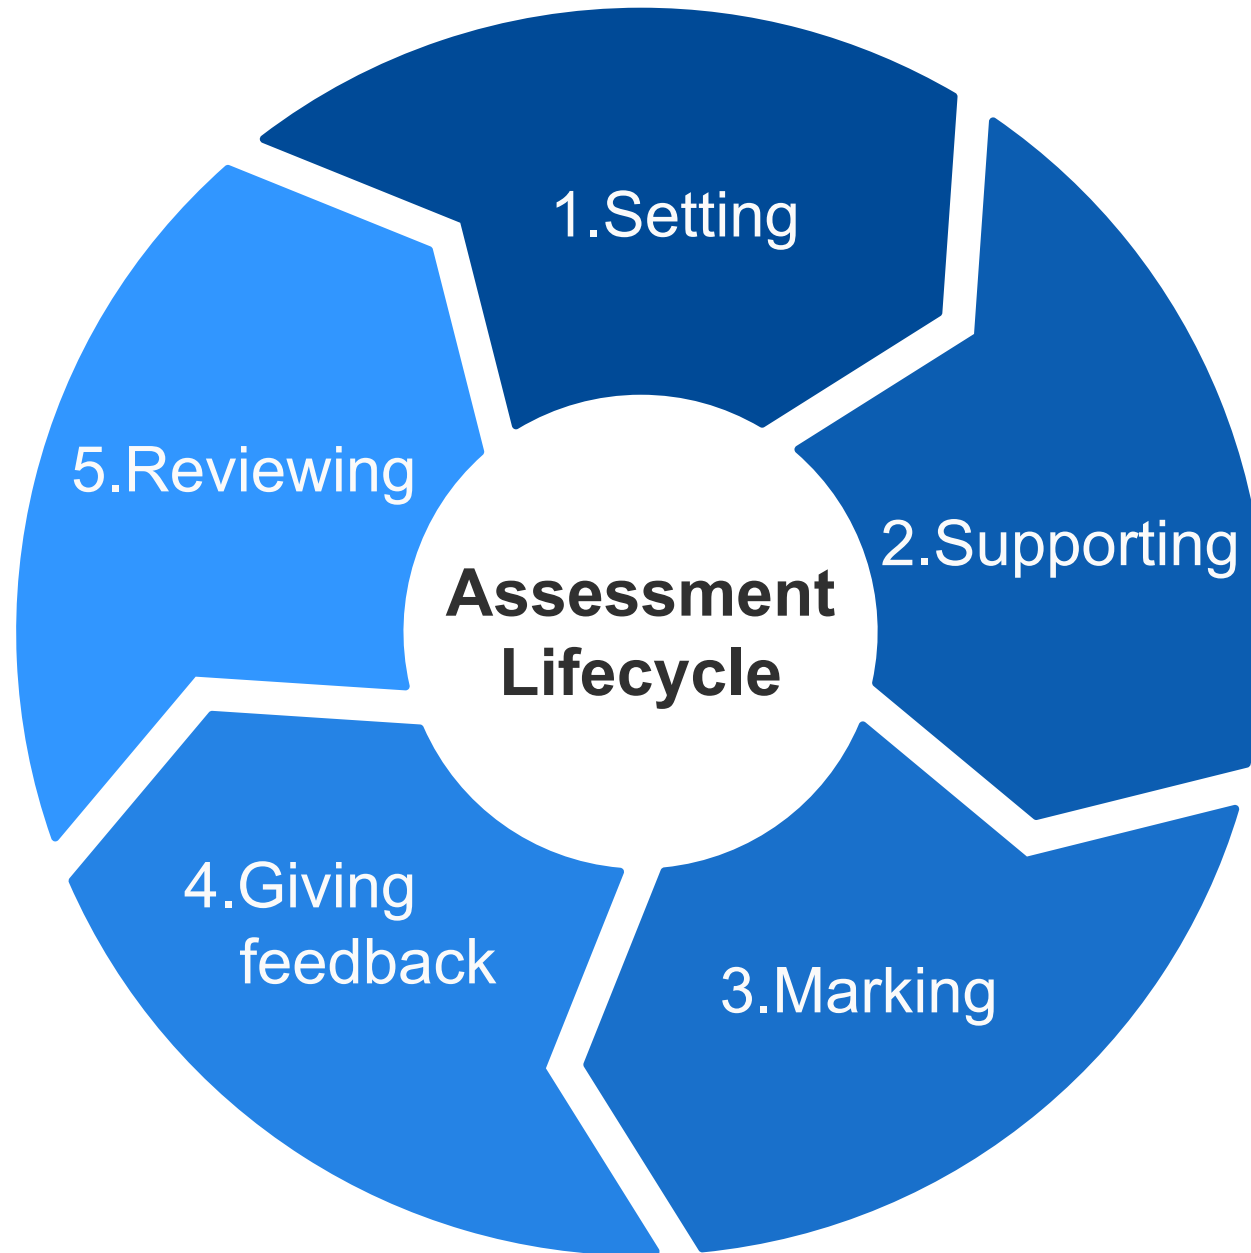 Assessment
Lifecycle
1.Setting
2.Supporting
3.Marking
4.Giving
feedback
5.Reviewing